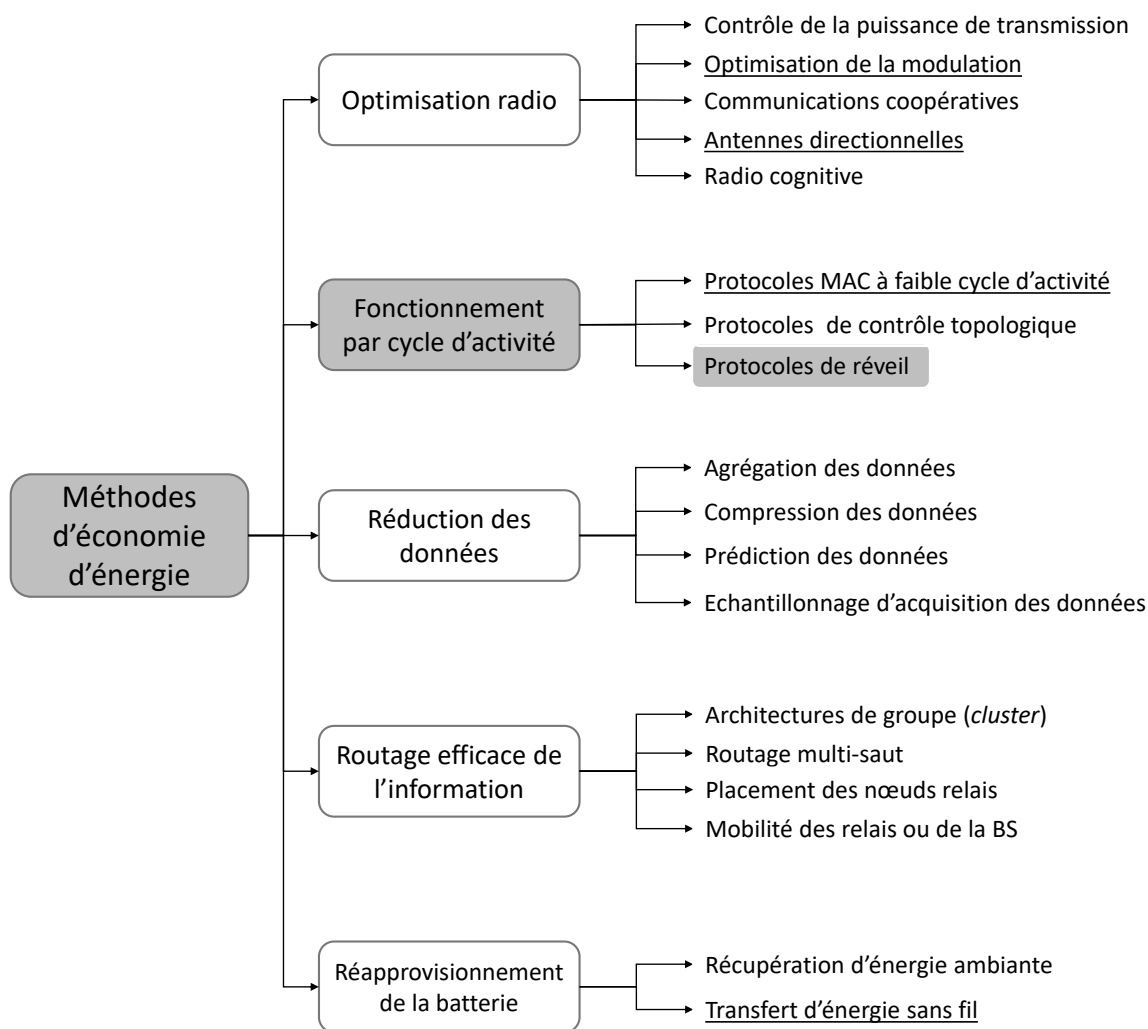 Contrôle de la puissance de transmission
Optimisation de la modulation
Optimisation radio
Communications coopératives
Antennes directionnelles
Radio cognitive
Protocoles MAC à faible cycle d’activité
Fonctionnement
par cycle d’activité
Protocoles  de contrôle topologique
Protocoles de réveil
Méthodes
d’économie
d’énergie
Agrégation des données
Réduction des
données
Compression des données
Prédiction des données
Echantillonnage d’acquisition des données
Architectures de groupe (cluster)
Routage efficace de
l’information
Routage multi-saut
Placement des nœuds relais
Mobilité des relais ou de la BS
Réapprovisionnement
de la batterie
Récupération d’énergie ambiante
Transfert d’énergie sans fil